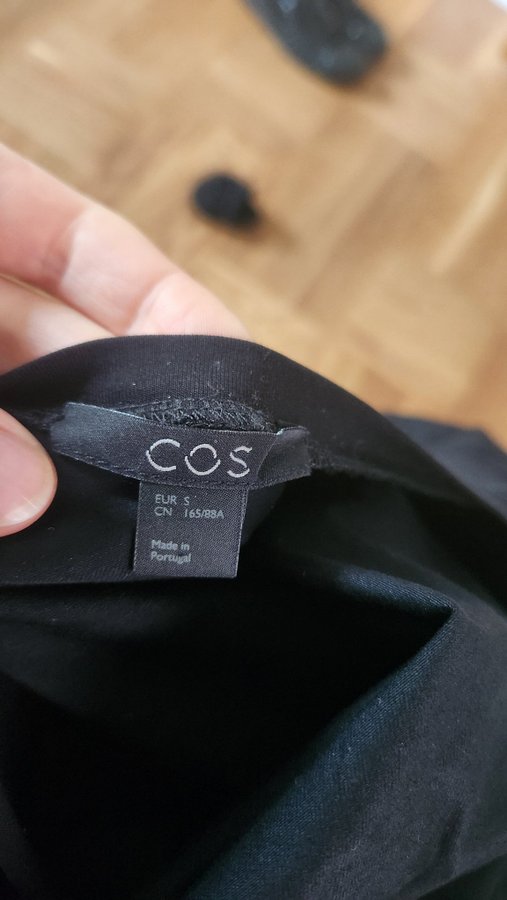 COS
EUR S
CN 165/88A
Made in
Portugal